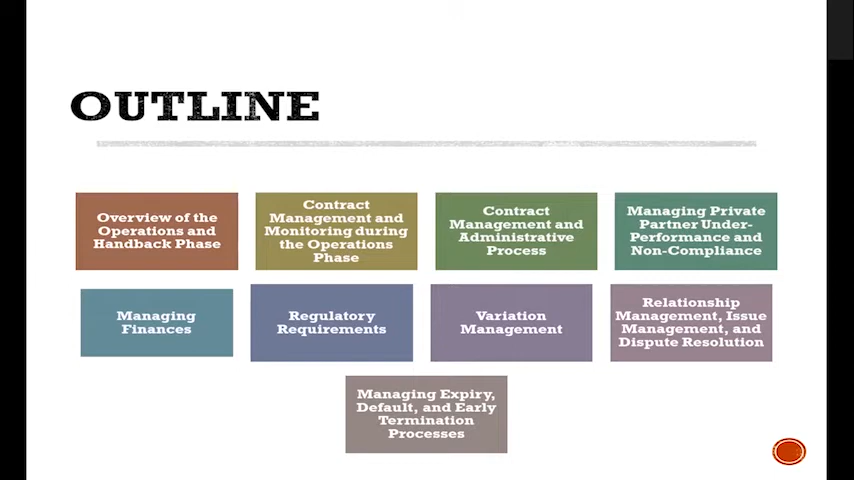 OUTLINE
Overview of the
Operations and
Handback Phase
Contract
Management and
Monitoring during
the Operations
Phase
Contract
Management and
Administrative
Process
Managing Private
Partner Under-
Performance and
Non-Compliance
Managing
Finances
Regulatory
Requirements
Variation
Management
Relationship
Management, Issue
Management, and
Dispute Resolution
Managing Expiry,
Default, and Early
Termination
Processes